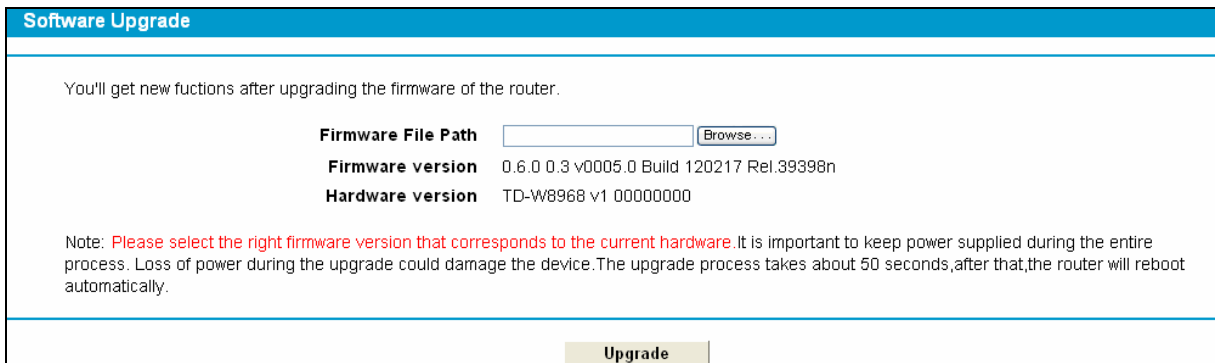 Software Upgrade
You'll get new fuctions after upgrading the firmware of the router.
Firmware File Path Browse...
Firmware version 0.6.0 0.3 v0005.0 Build 120217 Rel.39398n
Hardware version TD-W8968 v1 00000000
Note: Please select the right firmware version that corresponds to the current hardware.It is important to keep power supplied during the entire
process. Loss of power during the upgrade could damage the device.The upgrade process takes about 50 seconds,after that,the router will reboot
automatically.
Upgrade